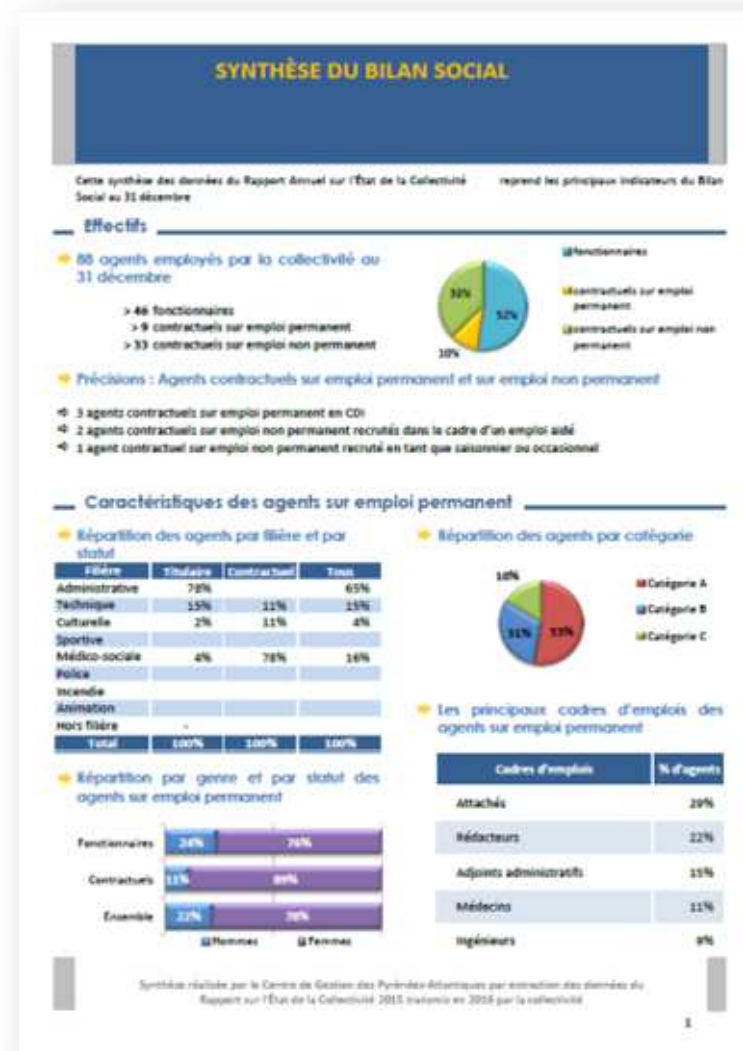 SYNTHÈSE DU BILAN SOCIAL
Cette synthèse des données du Rapport Annuel sur l'État de la Collectivité reprend les principaux indicateurs du Bilan
Social au 31 décembre
Effectifs
88 agents employés par la collectivité au
31 décembre
> 46 fonctionnaires
> 9 contractuels sur emploi permanent
> 33 contractuels sur emploi non permanent
52%
10%
fonctionnaires
contractuels sur emploi
permanent
contractuels sur emploi non
permanent
Précisions : Agents contractuels sur emploi permanent et sur emploi non permanent
3 agents contractuels sur emploi permanent en CDI
2 agents contractuels sur emploi non permanent recrutés dans le cadre d'un emploi aidé
1 agent contractuel sur emploi non permanent recruté en tant que saisonnier ou occasionnel
Caractéristiques des agents sur emploi permanent
Répartition des agents par filière et par
statut
Filière Titulaire Contractuel Tous
Administrative 78% 65%
Technique 15% 11% 15%
Culturelle 2% 11% 4%
Sportive
Médico-sociale 4% 78% 16%
Police
Incendie
Animation
Hors filière -
Total 100% 100% 100%
Répartition par genre et par statut des
agents sur emploi permanent
Fonctionnaires 24% 76%
Contractuels 11% 89%
Ensemble 22% 78%
Hommes Femmes
Répartition des agents par catégorie
31% 53%
Catégorie A
Catégorie B
Catégorie C
Les principaux cadres d'emplois des
agents sur emploi permanent
Cadres d'emplois % d'agents
Attachés 29%
Rédacteurs 22%
Adjoints administratifs 15%
Médecins 11%
Ingénieurs 9%
Synthèse réalisée par le Centre de Gestion des Pyrénées-Atlantiques par extraction des données du
Rapport sur l'État de la Collectivité 2015 transmis en 2016 par la collectivité
1